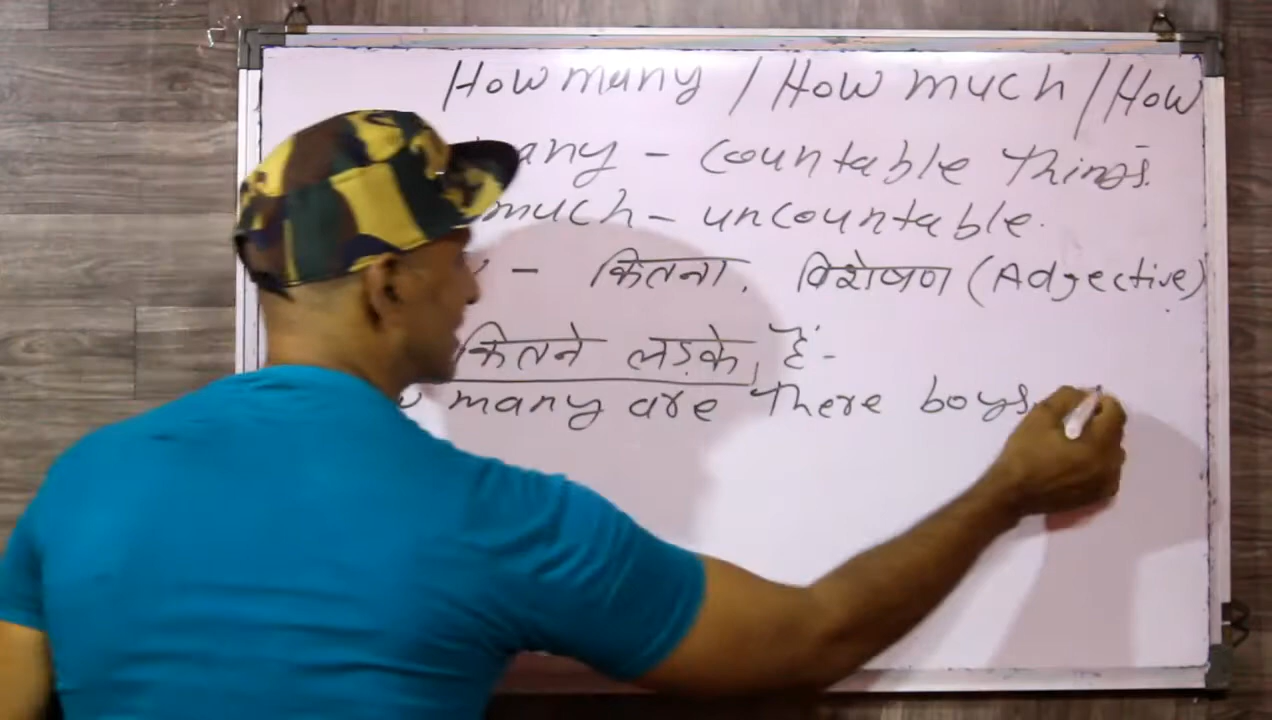 How many / How much / How
any - countable things.
much - uncountable.
- कितना. विशेषण (Adjective)
कितने लड़के, हैं -
many are there boys